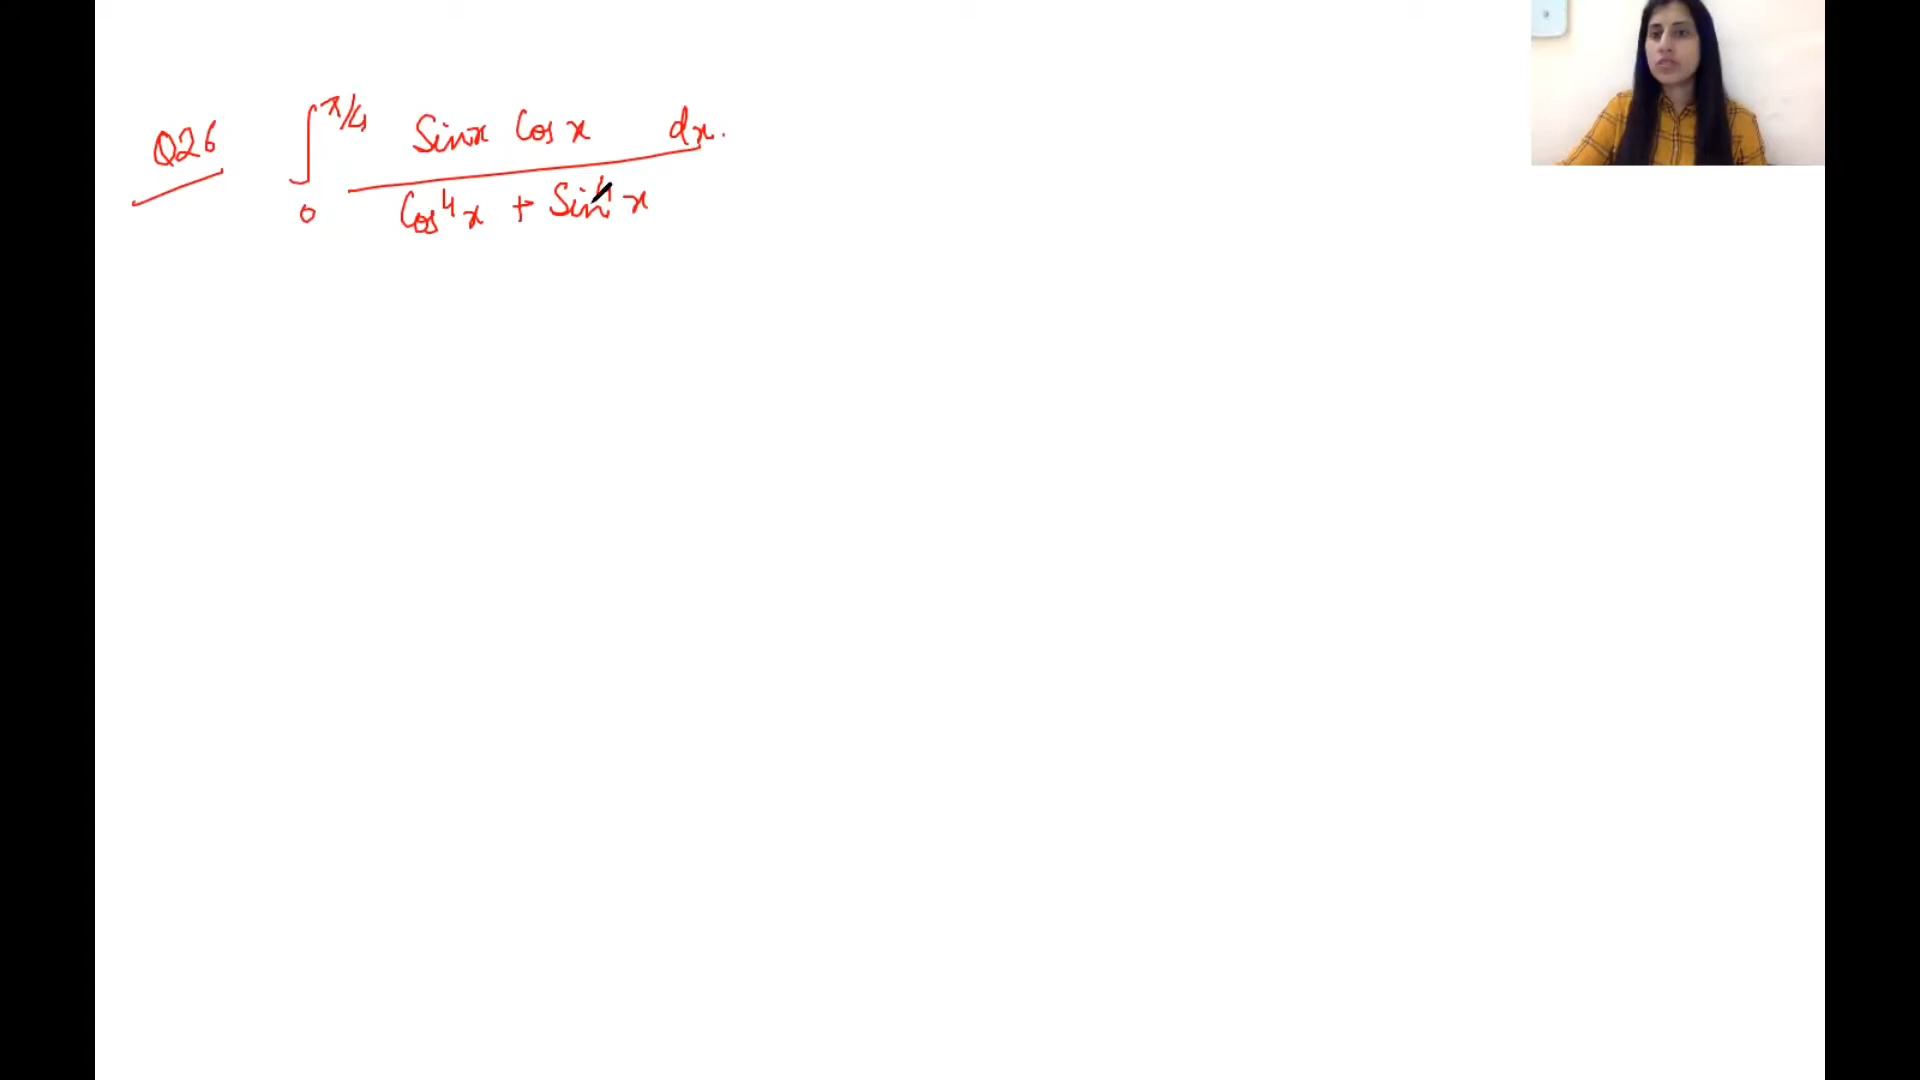 Q26 ∫₀^π/4 Sinx Cos x dx.
Cos⁴x + Sin⁴x